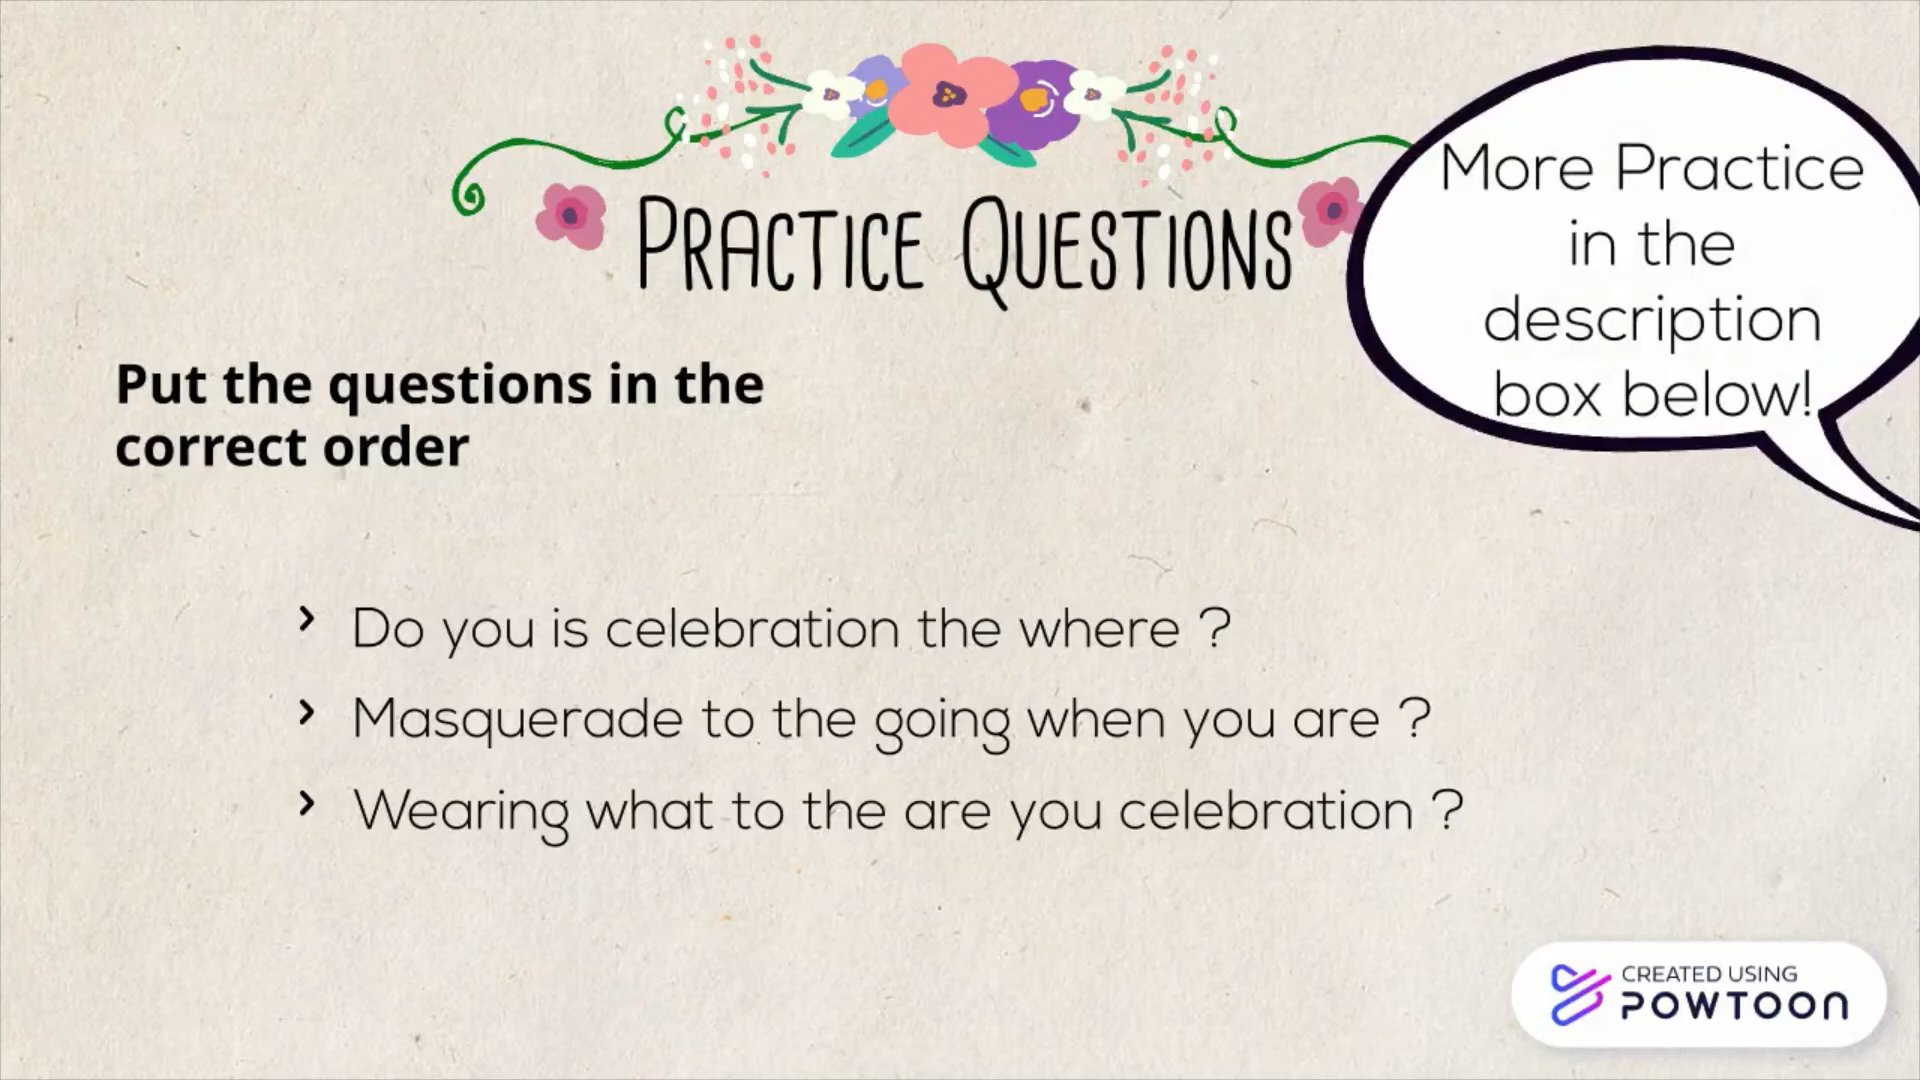 PRACTICE QUESTIONS
More Practice
in the
description
box below!
Put the questions in the
correct order
Do you is celebration the where ?
Masquerade to the going when you are ?
Wearing what to the are you celebration ?
CREATED USING
POWTOON